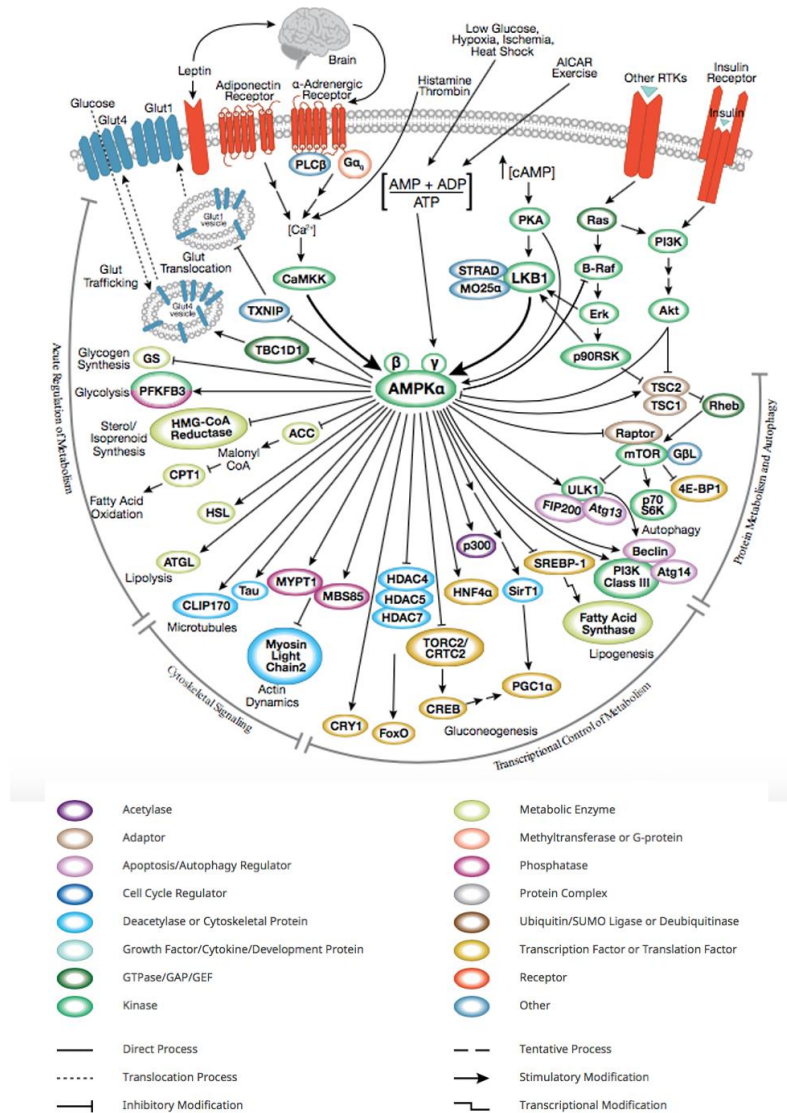 Low Glucose,
Hypoxia, Ischemia,
Heat Shock
Brain
AICAR
Exercise
Insulin
Receptor
Leptin
Adiponectin
Receptor
α-Adrenergic
Receptor
Histamine
Thrombin
Other RTKs
Glucose
Glut4
Glut1
Insulin
PLCβ
Gαq
AMP + ADP
ATP
[cAMP]
PKA
Ras
PI3K
Glut1
vesicle
[Ca2+]
Glut
Translocation
CaMKK
STRAD
MO25α
LKB1
B-Raf
Glut
Trafficking
Glut4
vesicle
TXNIP
Erk
Akt
TBC1D1
p90RSK
Glycogen
Synthesis
GS
β
γ
AMPKα
TSC2
TSC1
Rheb
Glycolysis
PFKFB3
Sterol/
Isoprenoid
Synthesis
HMG-CoA
Reductase
ACC
Malonyl
CoA
Raptor
mTOR
GβL
CPT1
Fatty Acid
Oxidation
HSL
ULK1
FIP200
Atg13
p70
S6K
4E-BP1
Autophagy
p300
Beclin
PI3K
Class III
Atg14
ATGL
Lipolysis
Tau
CLIP170
Microtubules
MYPT1
MBS85
HDAC4
HDAC5
HDAC7
HNF4α
SirT1
SREBP-1
Fatty Acid
Synthase
Lipogenesis
Myosin
Light
Chain2
Actin
Dynamics
TORC2/
CRTC2
CREB
PGC1α
Gluconeogenesis
CRY1
FoxO
Acute Regulation of Metabolism
Cytoskeletal Signaling
Transcriptional Control of Metabolism
Protein Metabolism and Autophagy
Acetylase
Metabolic Enzyme
Adaptor
Methyltransferase or G-protein
Apoptosis/Autophagy Regulator
Phosphatase
Cell Cycle Regulator
Protein Complex
Deacetylase or Cytoskeletal Protein
Ubiquitin/SUMO Ligase or Deubiquitinase
Growth Factor/Cytokine/Development Protein
Transcription Factor or Translation Factor
GTPase/GAP/GEF
Receptor
Kinase
Other
Direct Process
Tentative Process
Translocation Process
Stimulatory Modification
Inhibitory Modification
Transcriptional Modification